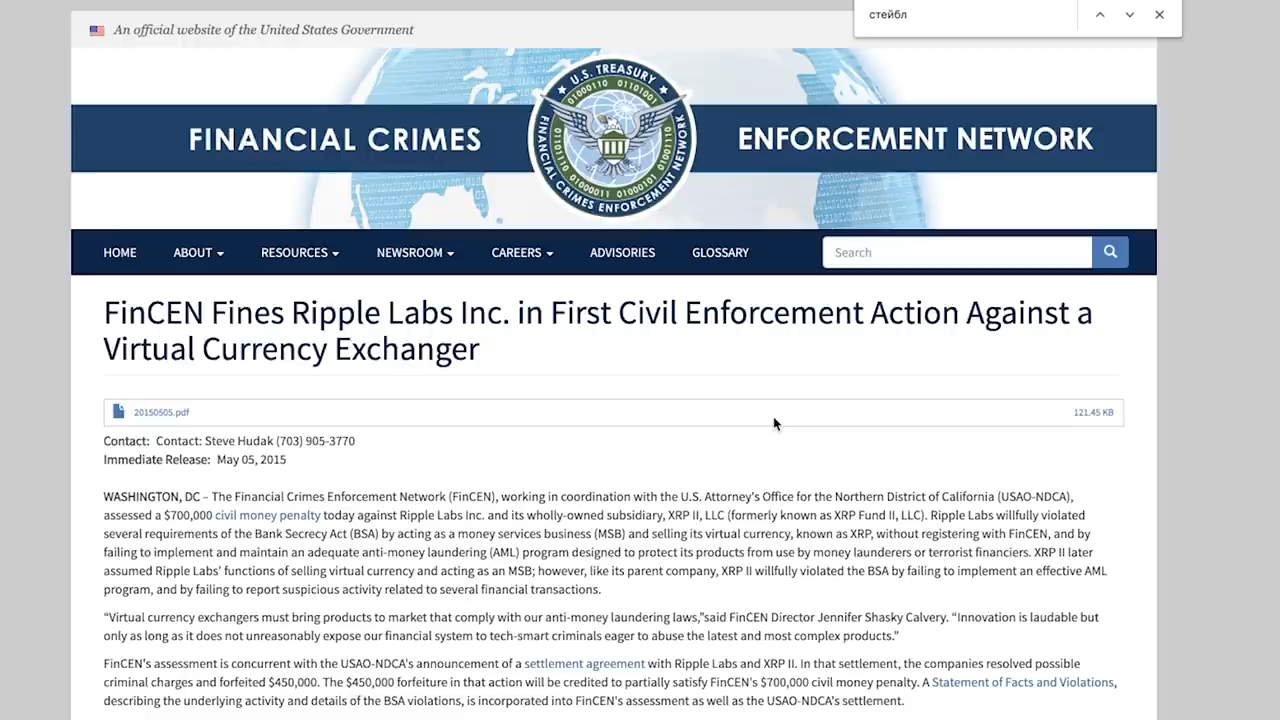 стейбл
An official website of the United States Government
U.S. TREASURY
FINANCIAL CRIMES ENFORCEMENT NETWORK
FINANCIAL CRIMES
ENFORCEMENT NETWORK
HOME
ABOUT
RESOURCES
NEWSROOM
CAREERS
ADVISORIES
GLOSSARY
Search
FinCEN Fines Ripple Labs Inc. in First Civil Enforcement Action Against a
Virtual Currency Exchanger
20150505.pdf
121.45 KB
Contact: Contact: Steve Hudak (703) 905-3770
Immediate Release: May 05, 2015
WASHINGTON, DC – The Financial Crimes Enforcement Network (FinCEN), working in coordination with the U.S. Attorney's Office for the Northern District of California (USAO-NDCA),
assessed a $700,000 civil money penalty today against Ripple Labs Inc. and its wholly-owned subsidiary, XRP II, LLC (formerly known as XRP Fund II, LLC). Ripple Labs willfully violated
several requirements of the Bank Secrecy Act (BSA) by acting as a money services business (MSB) and selling its virtual currency, known as XRP, without registering with FinCEN, and by
failing to implement and maintain an adequate anti-money laundering (AML) program designed to protect its products from use by money launderers or terrorist financiers. XRP II later
assumed Ripple Labs' functions of selling virtual currency and acting as an MSB; however, like its parent company, XRP II willfully violated the BSA by failing to implement an effective AML
program, and by failing to report suspicious activity related to several financial transactions.
“Virtual currency exchangers must bring products to market that comply with our anti-money laundering laws,”said FinCEN Director Jennifer Shasky Calvery. “Innovation is laudable but
only as long as it does not unreasonably expose our financial system to tech-smart criminals eager to abuse the latest and most complex products.”
FinCEN's assessment is concurrent with the USAO-NDCA's announcement of a settlement agreement with Ripple Labs and XRP II. In that settlement, the companies resolved possible
criminal charges and forfeited $450,000. The $450,000 forfeiture in that action will be credited to partially satisfy FinCEN's $700,000 civil money penalty. A Statement of Facts and Violations,
describing the underlying activity and details of the BSA violations, is incorporated into FinCEN's assessment as well as the USAO-NDCA's settlement.